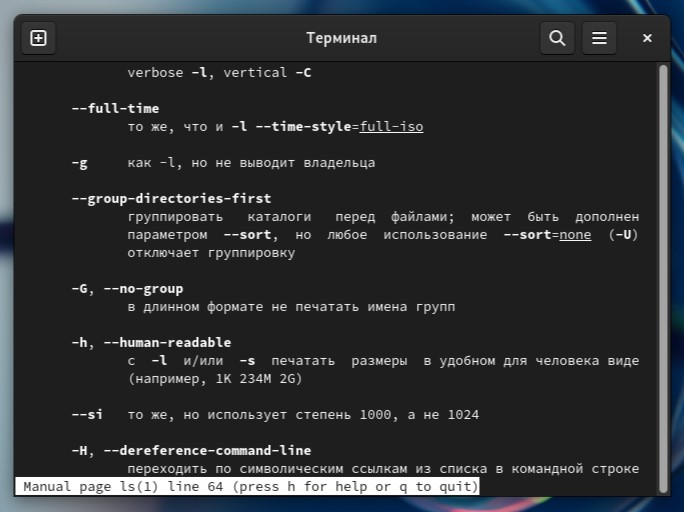 Терминал
verbose -l, vertical -C
--full-time
то же, что и -l --time-style=full-iso
-g как -l, но не выводит владельца
--group-directories-first
группировать каталоги перед файлами; может быть дополнен
параметром --sort, но любое использование --sort=none (-U)
отключает группировку
-G, --no-group
в длинном формате не печатать имена групп
-h, --human-readable
с -l и/или -s печатать размеры в удобном для человека виде
(например, 1K 234M 2G)
--si то же, но использует степень 1000, а не 1024
-H, --dereference-command-line
переходить по символическим ссылкам из списка в командной строке
Manual page ls(1) line 64 (press h for help or q to quit)